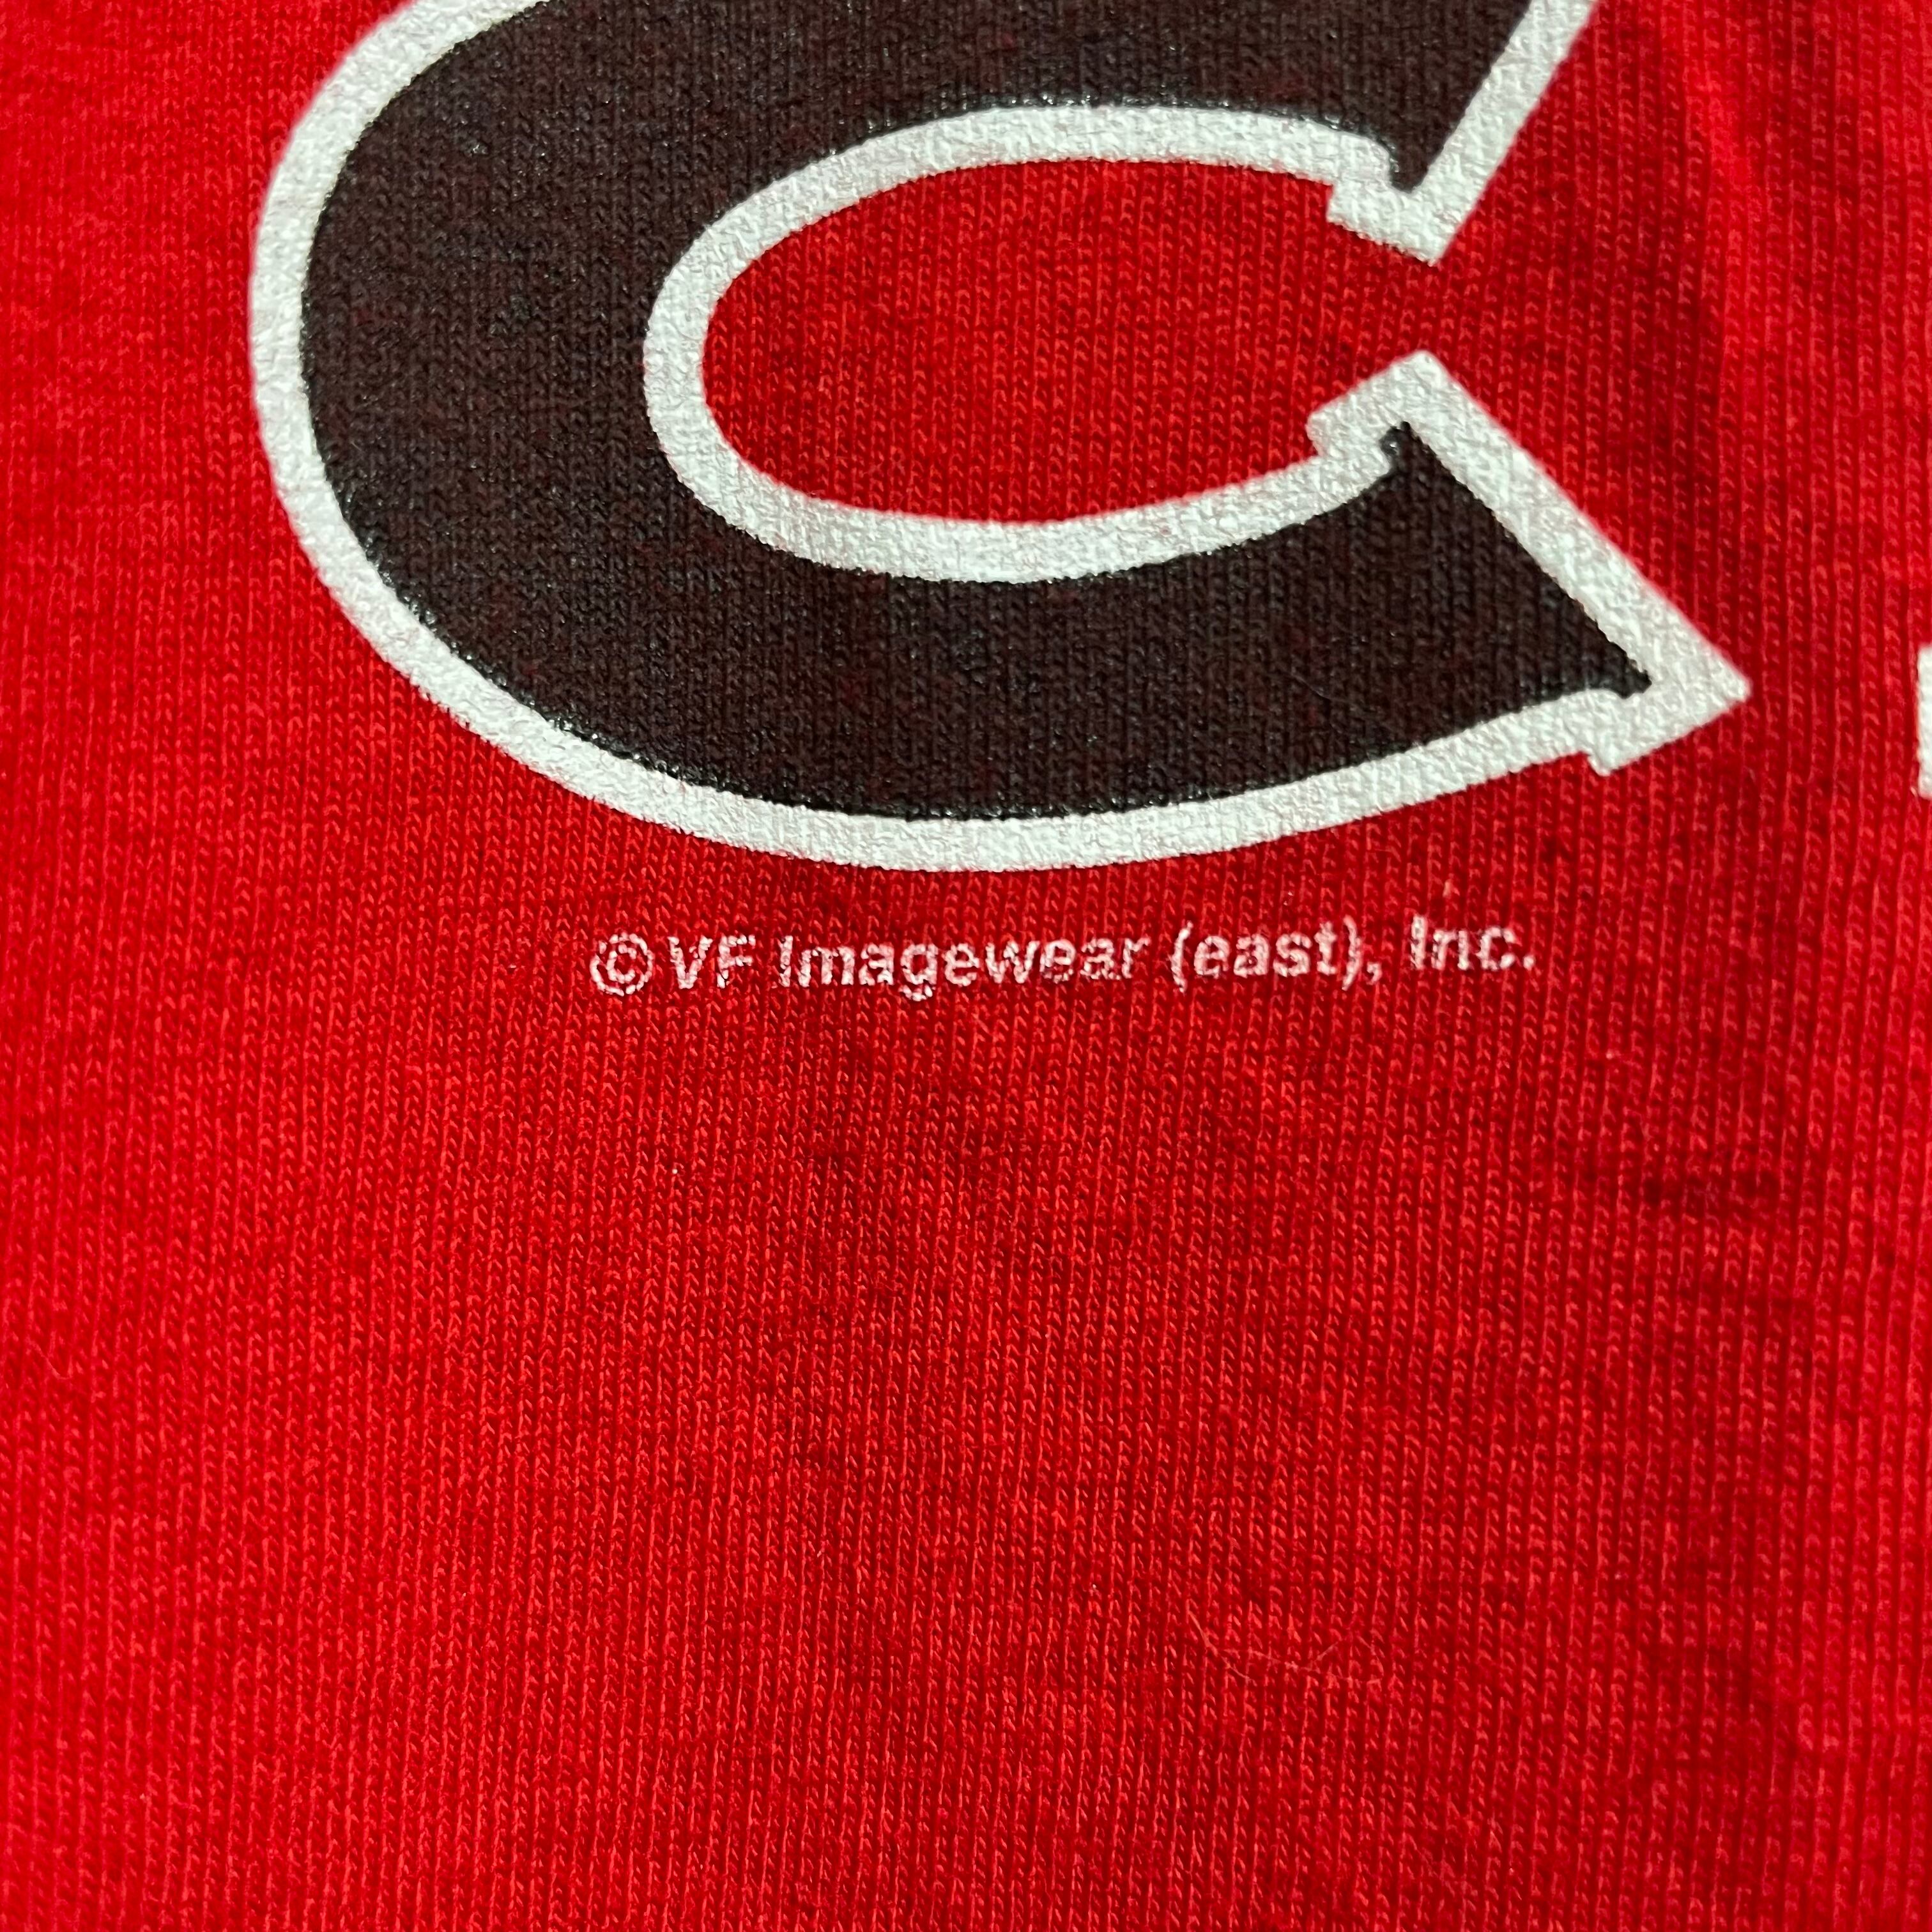 C
© VF Imagewear (east), Inc.